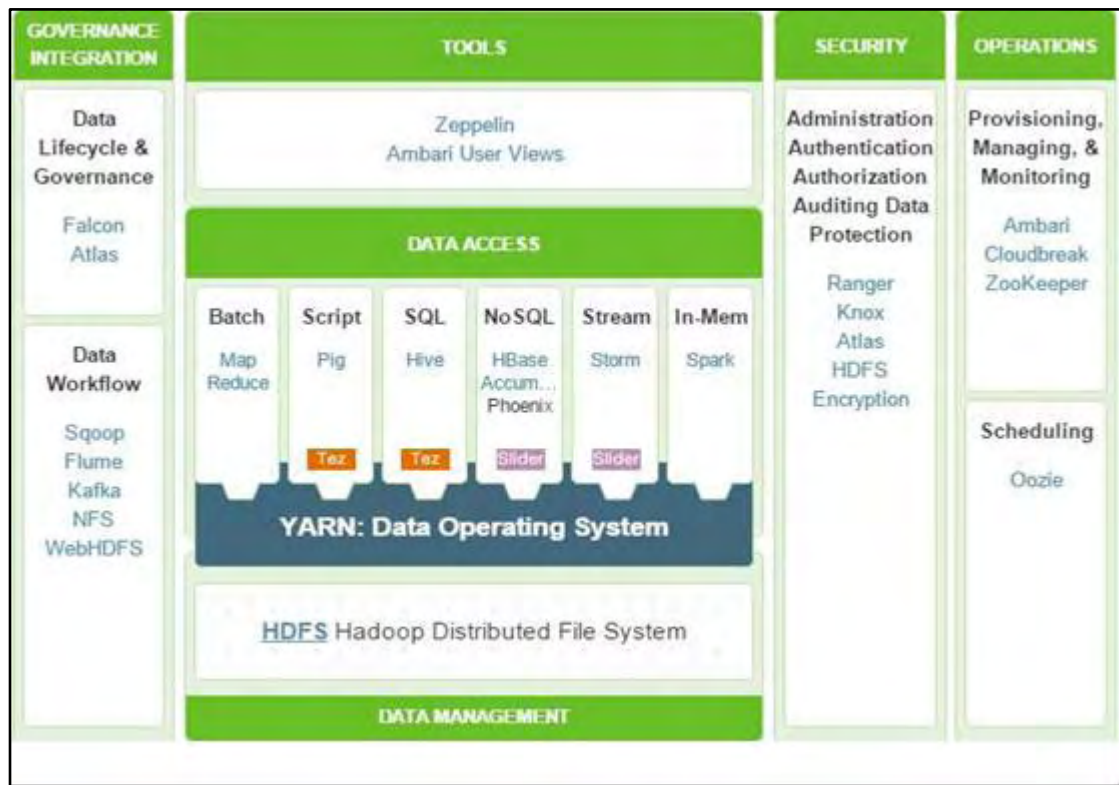 GOVERNANCE
INTEGRATION
Data
Lifecycle &
Governance
Falcon
Atlas
Data
Workflow
Sqoop
Flume
Kafka
NFS
WebHDFS
TOOLS
Zeppelin
Ambari User Views
DATA ACCESS
Batch
Map
Reduce
Script
Pig
Tez
SQL
Hive
Tez
NoSQL
HBase
Accum...
Phoenix
Slider
Stream
Storm
Slider
In-Mem
Spark
YARN: Data Operating System
HDFS Hadoop Distributed File System
DATA MANAGEMENT
SECURITY
Administration
Authentication
Authorization
Auditing Data
Protection
Ranger
Knox
Atlas
HDFS
Encryption
OPERATIONS
Provisioning,
Managing, &
Monitoring
Ambari
Cloudbreak
ZooKeeper
Scheduling
Oozie